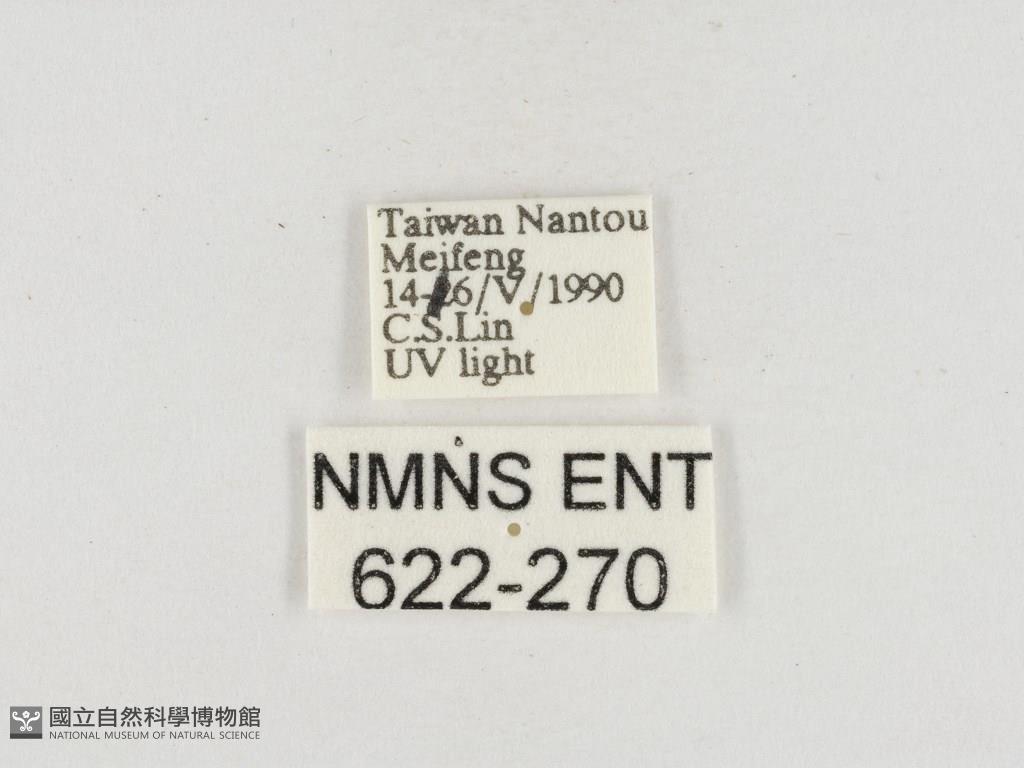 Taiwan Nantou
Meifeng
14-26/V/1990
C.S.Lin
UV light
NMNS ENT
622-270
國立自然科學博物館
NATIONAL MUSEUM OF NATURAL SCIENCE